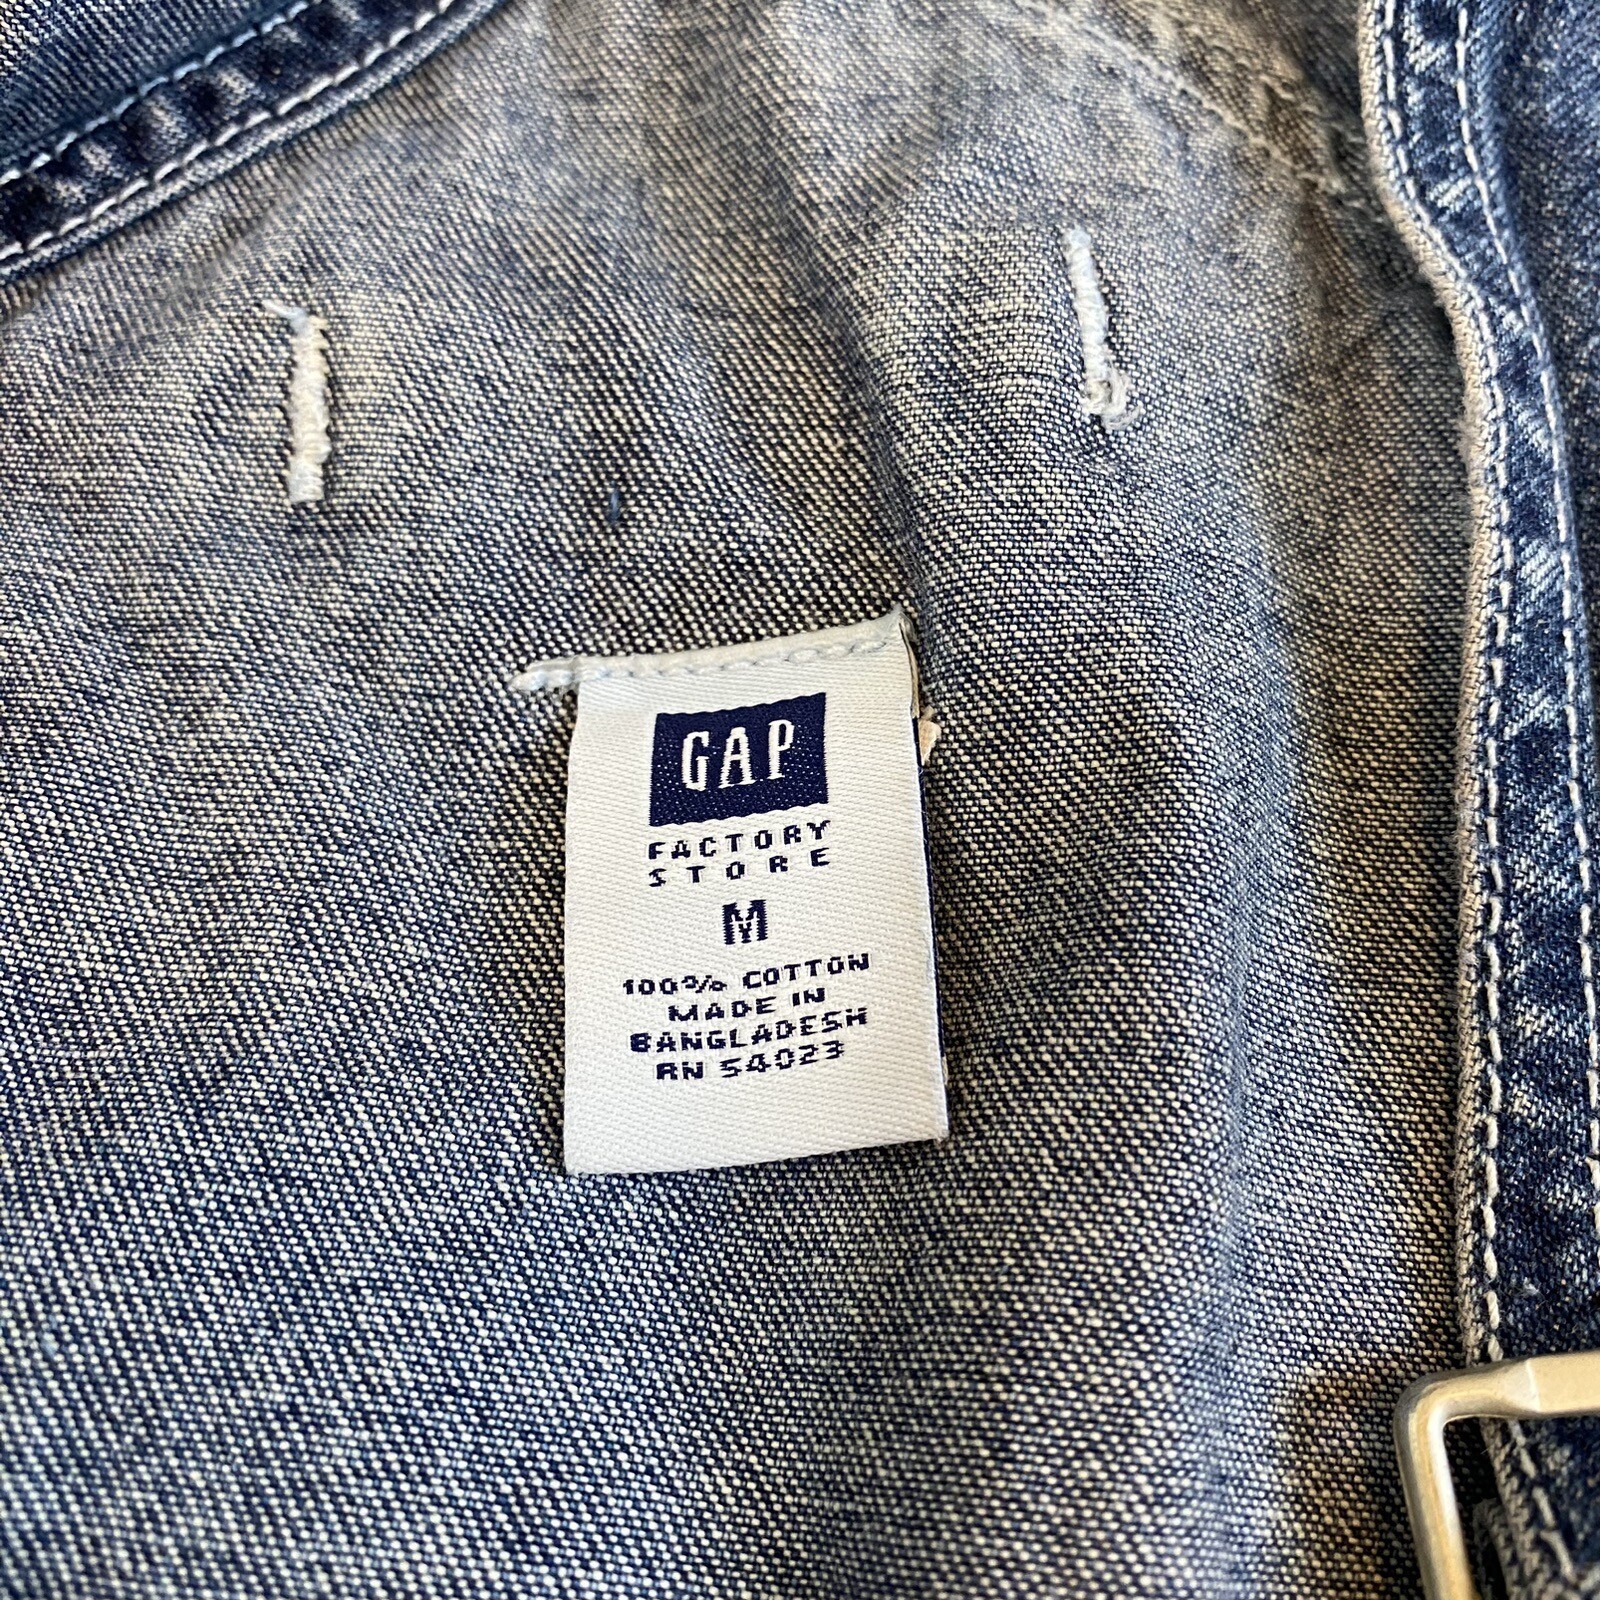 GAP
FACTORY
STORE
M
100% COTTON
MADE IN
BANGLADESH
RN 54023